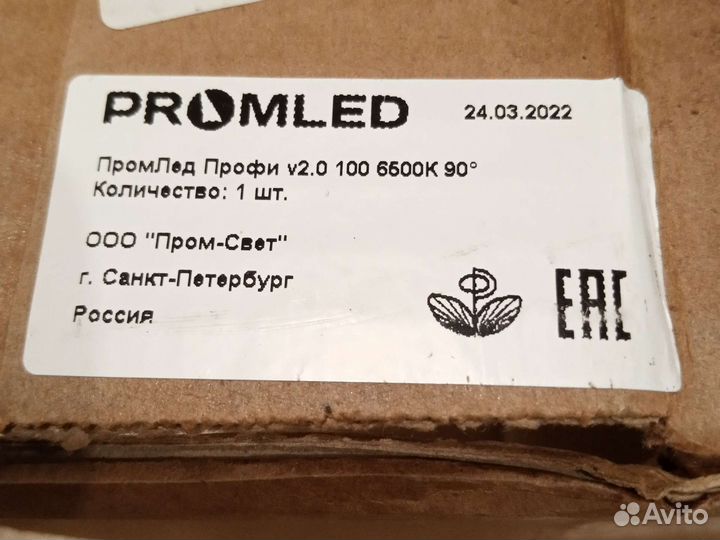 PROMLED
24.03.2022
ПромЛед Профи v2.0 100 6500К 90°
Количество: 1 шт.
ООО "Пром-Свет"
г. Санкт-Петербург
Россия
EAC
Avito